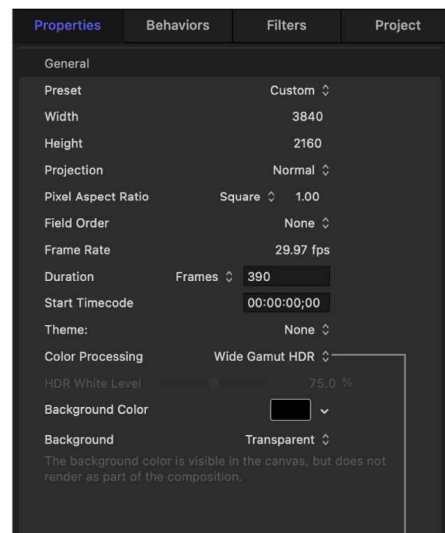 Properties Behaviors Filters Project
General
Preset Custom
Width 3840
Height 2160
Projection Normal
Pixel Aspect Ratio Square 1.00
Field Order None
Frame Rate 29.97 fps
Duration Frames 390
Start Timecode 00:00:00;00
Theme: None
Color Processing Wide Gamut HDR
HDR White Level 75.0 %
Background Color
Background Transparent
The background color is visible in the canvas, but does not
render as part of the composition.